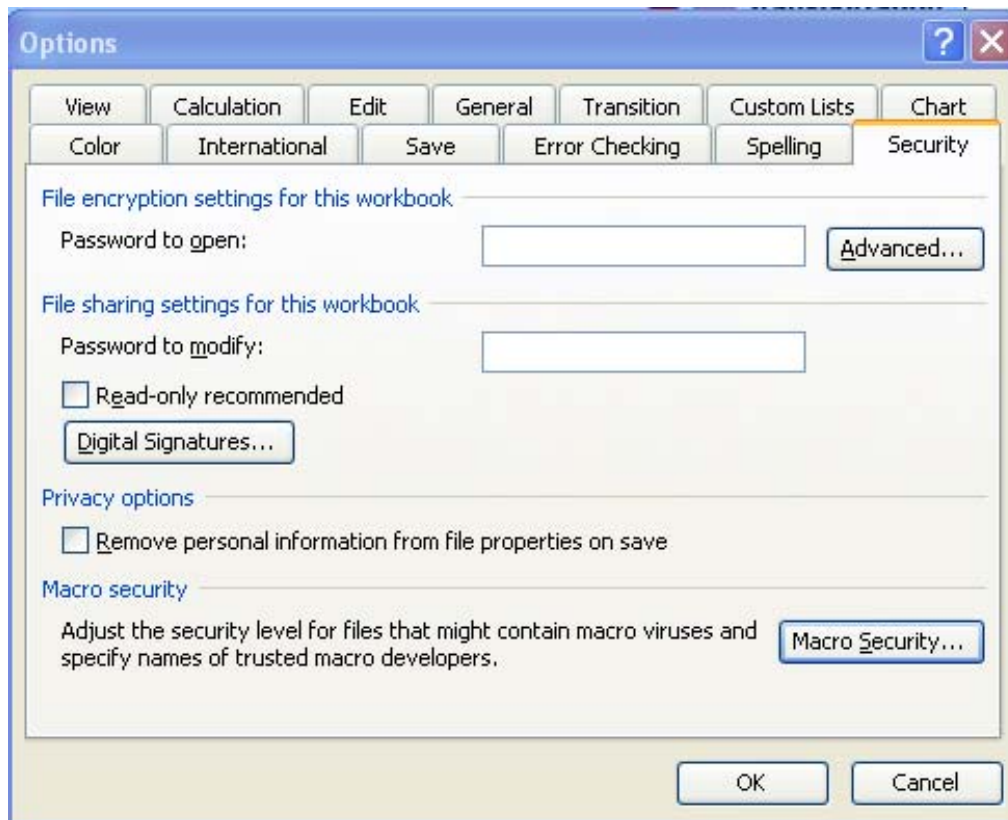 Options
View Calculation Edit General Transition Custom Lists Chart
Color International Save Error Checking Spelling Security
File encryption settings for this workbook
Password to open: Advanced...
File sharing settings for this workbook
Password to modify:
Read-only recommended
Digital Signatures...
Privacy options
Remove personal information from file properties on save
Macro security
Adjust the security level for files that might contain macro viruses and
specify names of trusted macro developers.
Macro Security...
OK Cancel